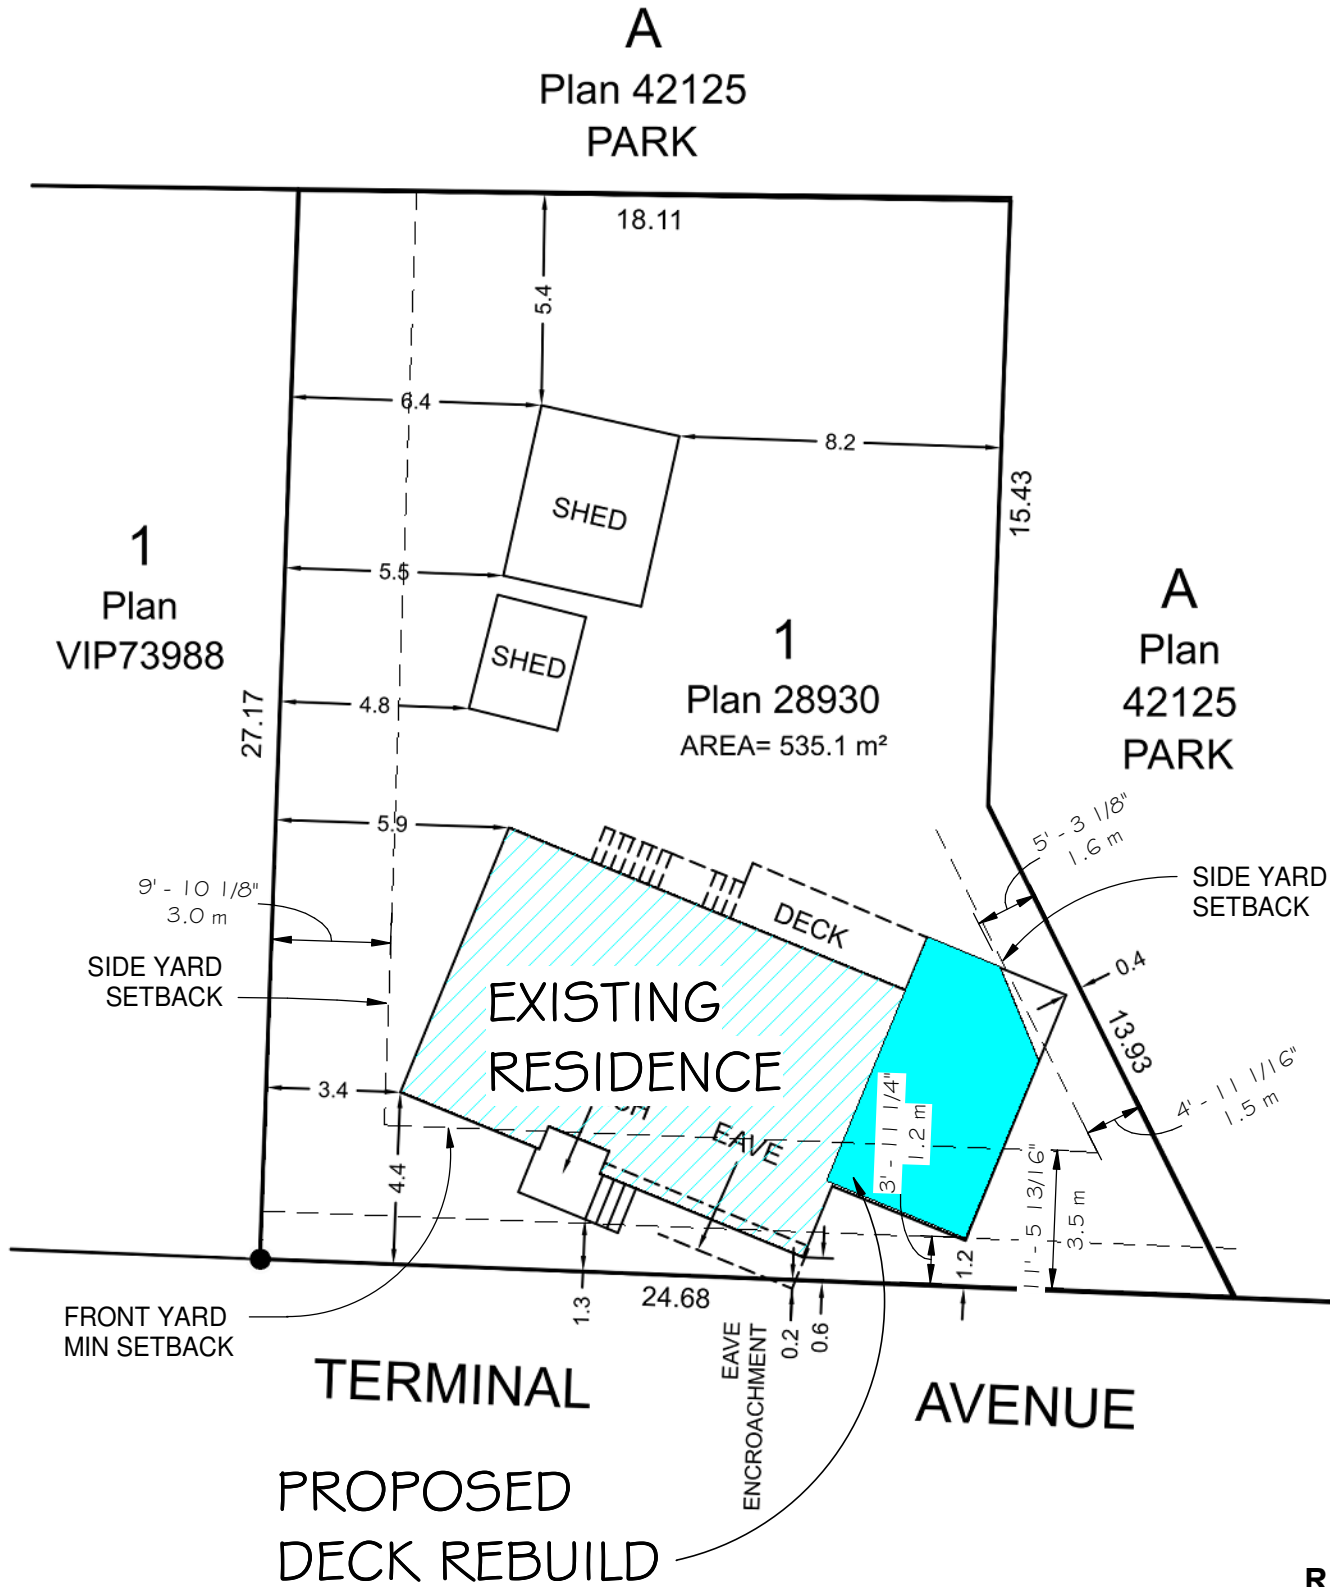 A
Plan 42125
PARK
18.11
5.4
6.4
8.2
SHED
15.43
1
Plan
VIP73988
5.5
SHED
1
Plan 28930
AREA= 535.1 m²
A
Plan
42125
PARK
4.8
27.17
5.9
5' - 3 1/8"
1.6 m
SIDE YARD
SETBACK
9' - 10 1/8"
3.0 m
DECK
SIDE YARD
SETBACK
0.4
EXISTING
RESIDENCE
13.93
3.4
CH
EAVE
3' - 11 1/4"
1.2 m
4' - 11 1/16"
1.5 m
4.4
11' - 5 13/16"
3.5 m
1.2
FRONT YARD
MIN SETBACK
1.3
24.68
EAVE
ENCROACHMENT
0.2
0.6
TERMINAL
AVENUE
PROPOSED
DECK REBUILD
R